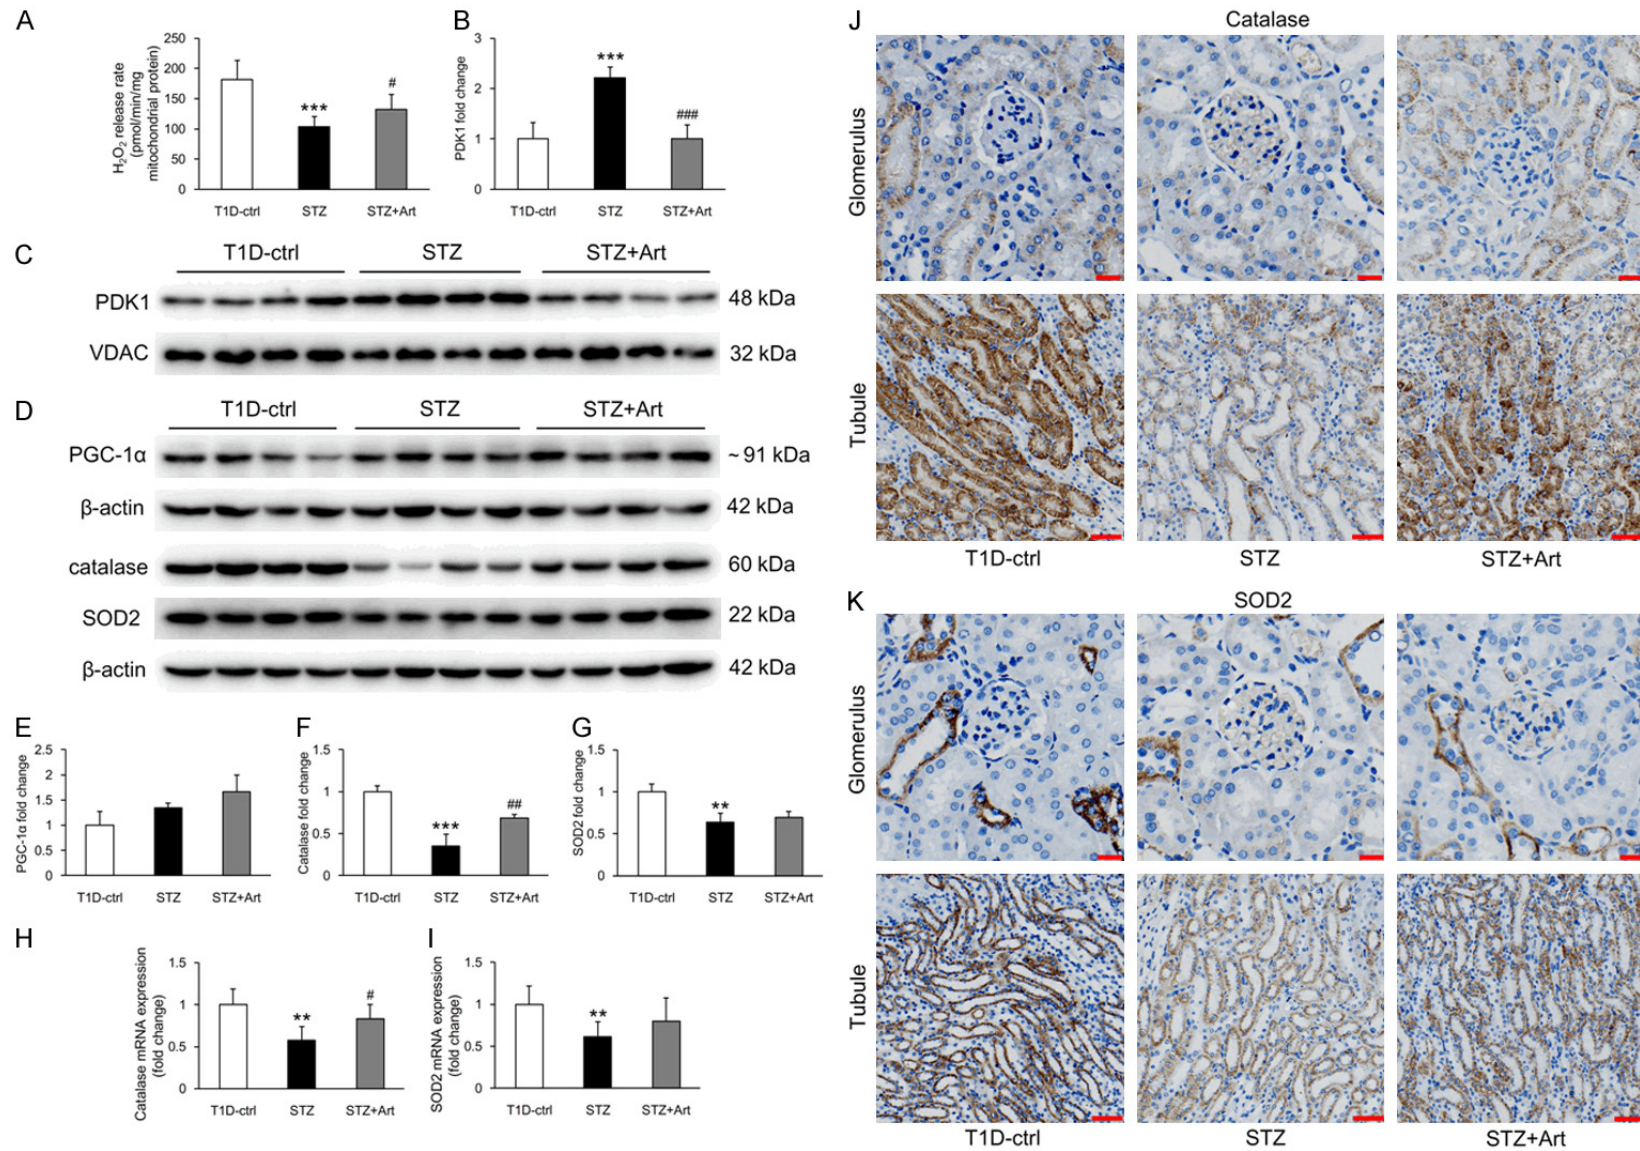 A
H2O2 release rate
(pmol/min/mg
mitochondrial protein)
250
200
150
100
50
0
***
#
T1D-ctrl STZ STZ+Art
B
PDK1 fold change
3
2
1
0
***
###
T1D-ctrl STZ STZ+Art
C
T1D-ctrl STZ STZ+Art
PDK1 48 kDa
VDAC 32 kDa
D
T1D-ctrl STZ STZ+Art
PGC-1α ~91 kDa
β-actin 42 kDa
catalase 60 kDa
SOD2 22 kDa
β-actin 42 kDa
E
PGC-1α fold change
2.5
2
1.5
1
0.5
0
T1D-ctrl STZ STZ+Art
F
Catalase fold change
1.5
1
0.5
0
***
##
T1D-ctrl STZ STZ+Art
G
SOD2 fold change
1.5
1
0.5
0
**
T1D-ctrl STZ STZ+Art
H
Catalase mRNA expression
(fold change)
1.5
1
0.5
0
**
#
T1D-ctrl STZ STZ+Art
I
SOD2 mRNA expression
(fold change)
1.5
1
0.5
0
**
T1D-ctrl STZ STZ+Art
J
Catalase
Glomerulus
Tubule
T1D-ctrl STZ STZ+Art
K
SOD2
Glomerulus
Tubule
T1D-ctrl STZ STZ+Art